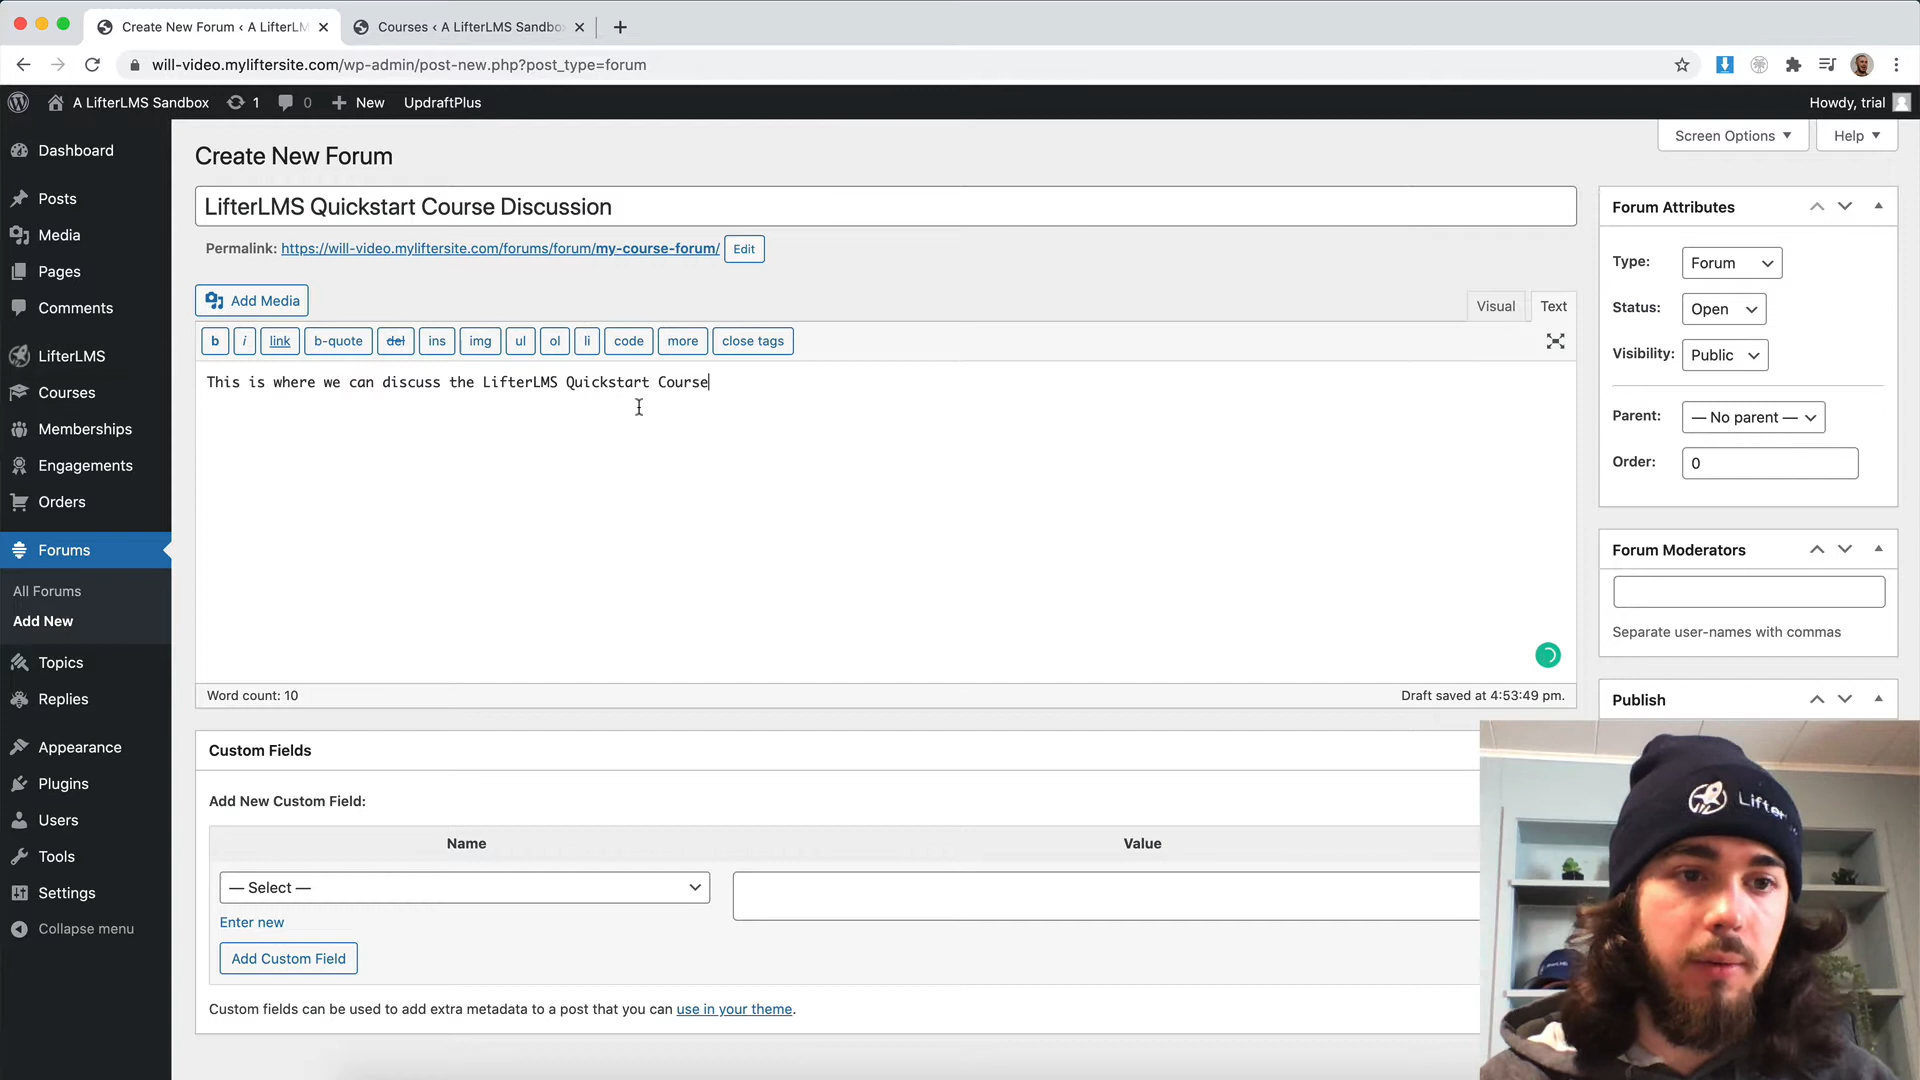 Create New Forum ‹ A LifterLM
Courses ‹ A LifterLMS Sandbo
will-video.myliftersite.com/wp-admin/post-new.php?post_type=forum
A LifterLMS Sandbox
1
0
New
UpdraftPlus
Howdy, trial
Screen Options
Help
Dashboard
Posts
Media
Pages
Comments
LifterLMS
Courses
Memberships
Engagements
Orders
Forums
All Forums
Add New
Topics
Replies
Appearance
Plugins
Users
Tools
Settings
Collapse menu
Create New Forum
LifterLMS Quickstart Course Discussion
Permalink: https://will-video.myliftersite.com/forums/forum/my-course-forum/ Edit
Add Media
Visual
Text
b
i
link
b-quote
del
ins
img
ul
ol
li
code
more
close tags
This is where we can discuss the LifterLMS Quickstart Course
Word count: 10
Draft saved at 4:53:49 pm.
Custom Fields
Add New Custom Field:
Name
Value
— Select —
Enter new
Add Custom Field
Custom fields can be used to add extra metadata to a post that you can use in your theme.
Forum Attributes
Type: Forum
Status: Open
Visibility: Public
Parent: — No parent —
Order: 0
Forum Moderators
Separate user-names with commas
Publish